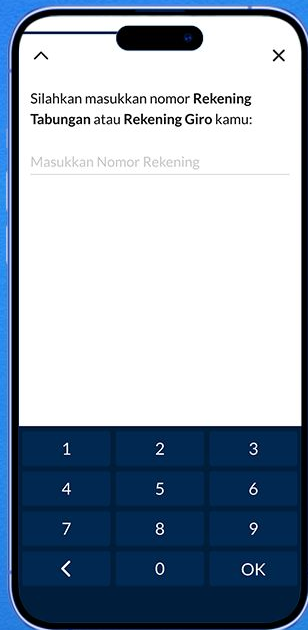 Silahkan masukkan nomor Rekening
Tabungan atau Rekening Giro kamu:
Masukkan Nomor Rekening
1 2 3
4 5 6
7 8 9
0 OK